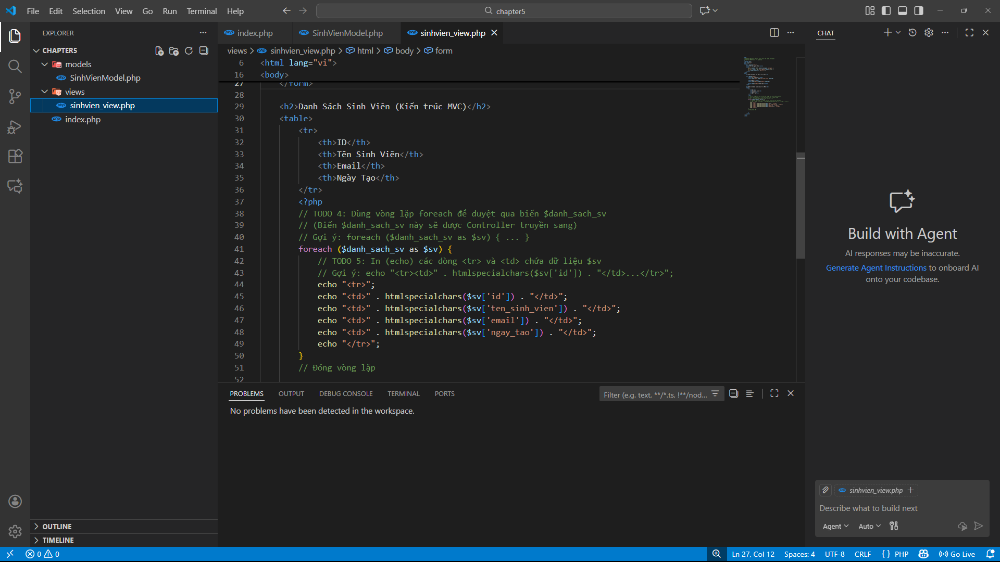 File Edit Selection View Go Run Terminal Help
chapter5
EXPLORER
CHAPTER5
models
SinhVienModel.php
views
sinhvien_view.php
index.php
OUTLINE
TIMELINE
index.php SinhVienModel.php sinhvien_view.php
views > sinhvien_view.php > html > body > form
6 <html lang="vi">
16 <body>
27 </form>
28
29 <h2>Danh Sách Sinh Viên (Kiến trúc MVC)</h2>
30 <table>
31 <tr>
32 <th>ID</th>
33 <th>Tên Sinh Viên</th>
34 <th>Email</th>
35 <th>Ngày Tạo</th>
36 </tr>
37 <?php
38 // TODO 4: Dùng vòng lặp foreach để duyệt qua biến $danh_sach_sv
39 // (Biến $danh_sach_sv này sẽ được Controller truyền sang)
40 // Gợi ý: foreach ($danh_sach_sv as $sv) { ... }
41 foreach ($danh_sach_sv as $sv) {
42 // TODO 5: In (echo) các dòng <tr> và <td> chứa dữ liệu $sv
43 // Gợi ý: echo "<tr><td>" . htmlspecialchars($sv['id']) . "</td>...</tr>";
44 echo "<tr>";
45 echo "<td>" . htmlspecialchars($sv['id']) . "</td>";
46 echo "<td>" . htmlspecialchars($sv['ten_sinh_vien']) . "</td>";
47 echo "<td>" . htmlspecialchars($sv['email']) . "</td>";
48 echo "<td>" . htmlspecialchars($sv['ngay_tao']) . "</td>";
49 echo "</tr>";
50 }
51 // Đóng vòng lặp
52
PROBLEMS OUTPUT DEBUG CONSOLE TERMINAL PORTS
Filter (e.g. text, **/*.ts, !**/nod...
No problems have been detected in the workspace.
CHAT
Build with Agent
AI responses may be inaccurate.
Generate Agent Instructions to onboard AI
onto your codebase.
sinhvien_view.php
Describe what to build next
Agent Auto
0 0
Ln 27, Col 12 Spaces: 4 UTF-8 CRLF { } PHP Go Live